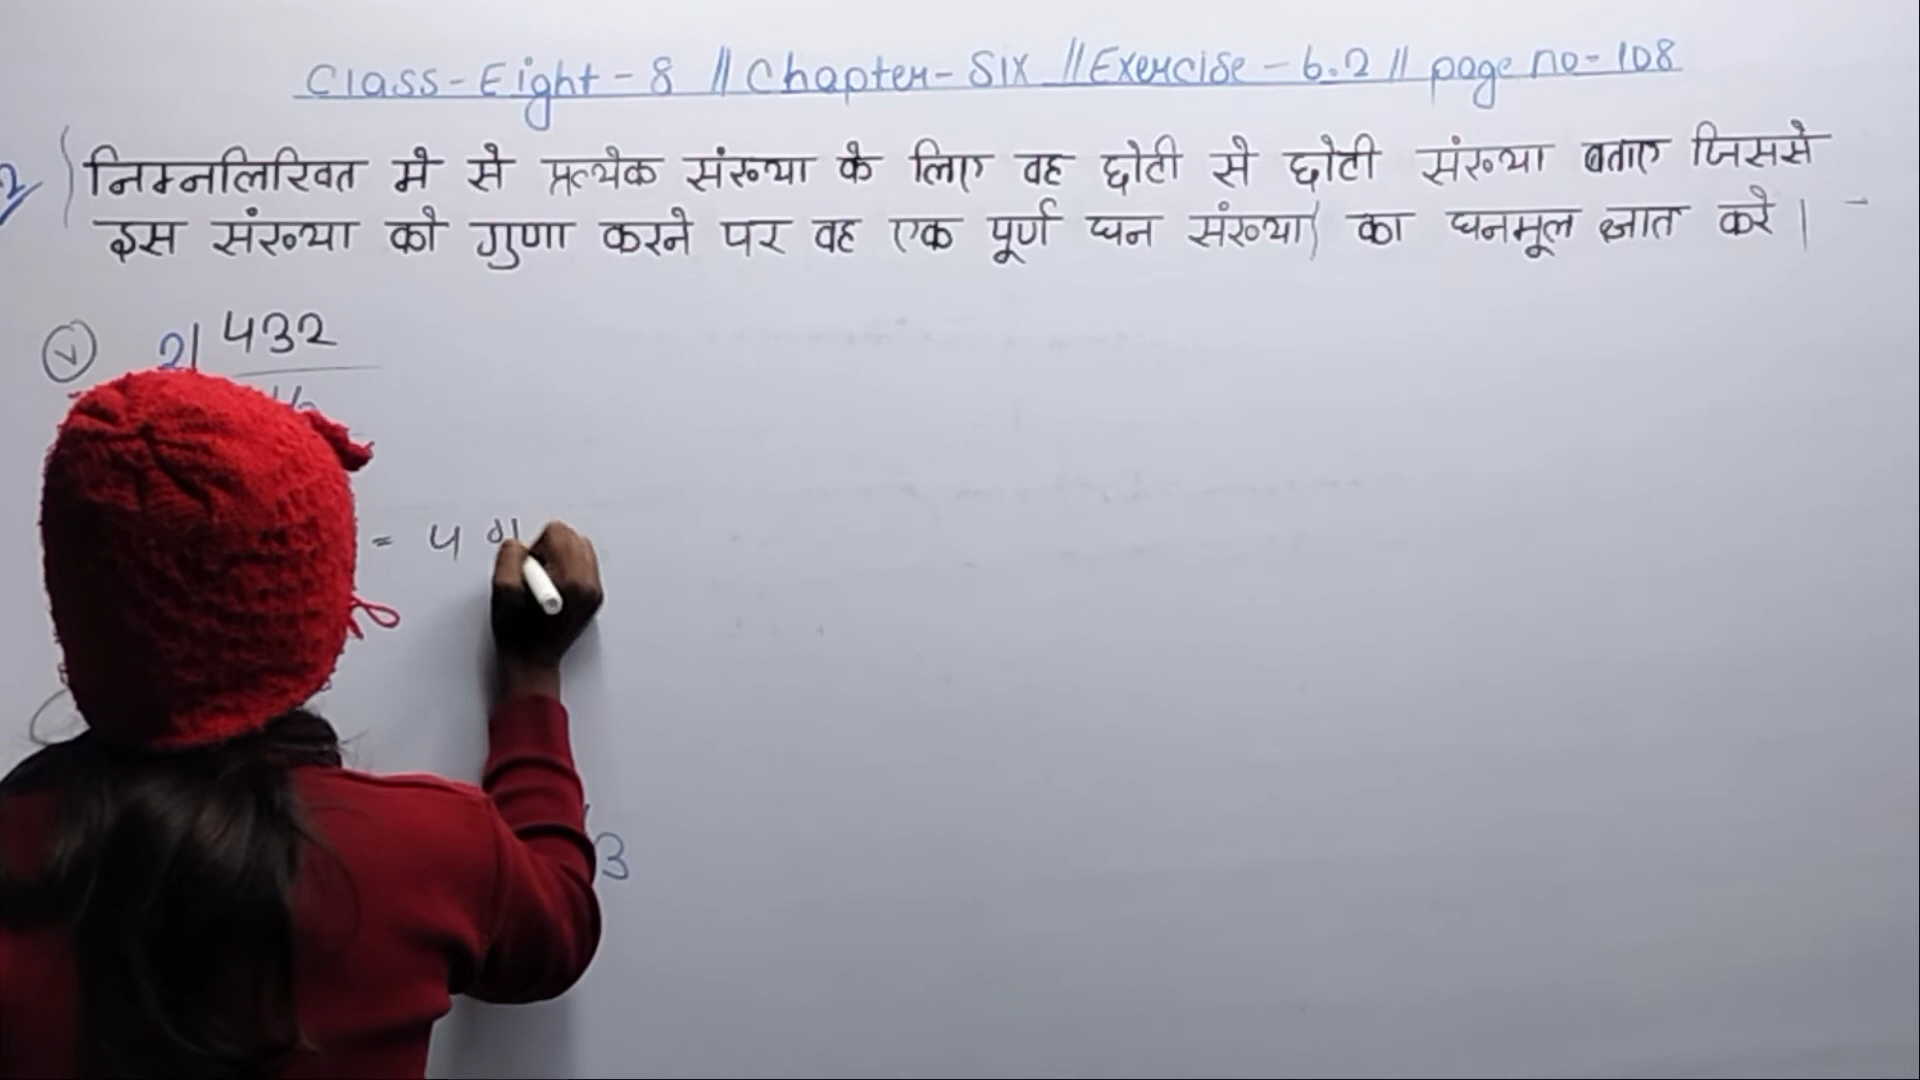 Class-Eight-8 || Chapter-Six || Exercise-6.2 || page no-108
2) निम्नलिखित मे से प्रत्येक संख्या के लिए वह छोटी से छोटी संख्या बताए जिससे
इस संख्या को गुणा करने पर वह एक पूर्ण घन संख्या का घनमूल ज्ञात करे।
(v) 2| 432
= 4
3